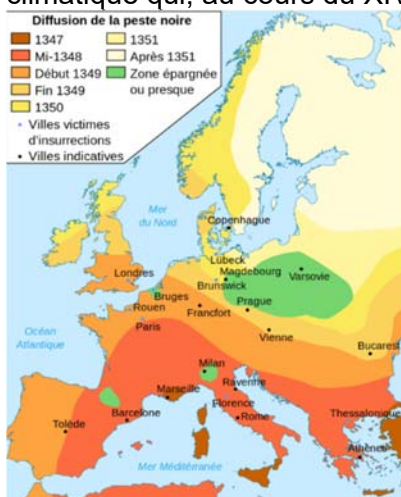 climatique qui, au cours du XIV
Diffusion de la peste noire
1347
Mi-1348
Début 1349
Fin 1349
1350
1351
Après 1351
Zone épargnée
ou presque
Villes victimes
d'insurrections
Villes indicatives
Mer
du Nord
Copenhague
Lübeck
Magdebourg
Varsovie
Brunswick
Londres
Bruges
Prague
Rouen
Francfort
Paris
Vienne
Océan
Atlantique
Bucarest
Milan
Ravenne
Marseille
Florence
Thessalonique
Barcelone
Rome
Tolède
Athènes
Mer Méditérranée